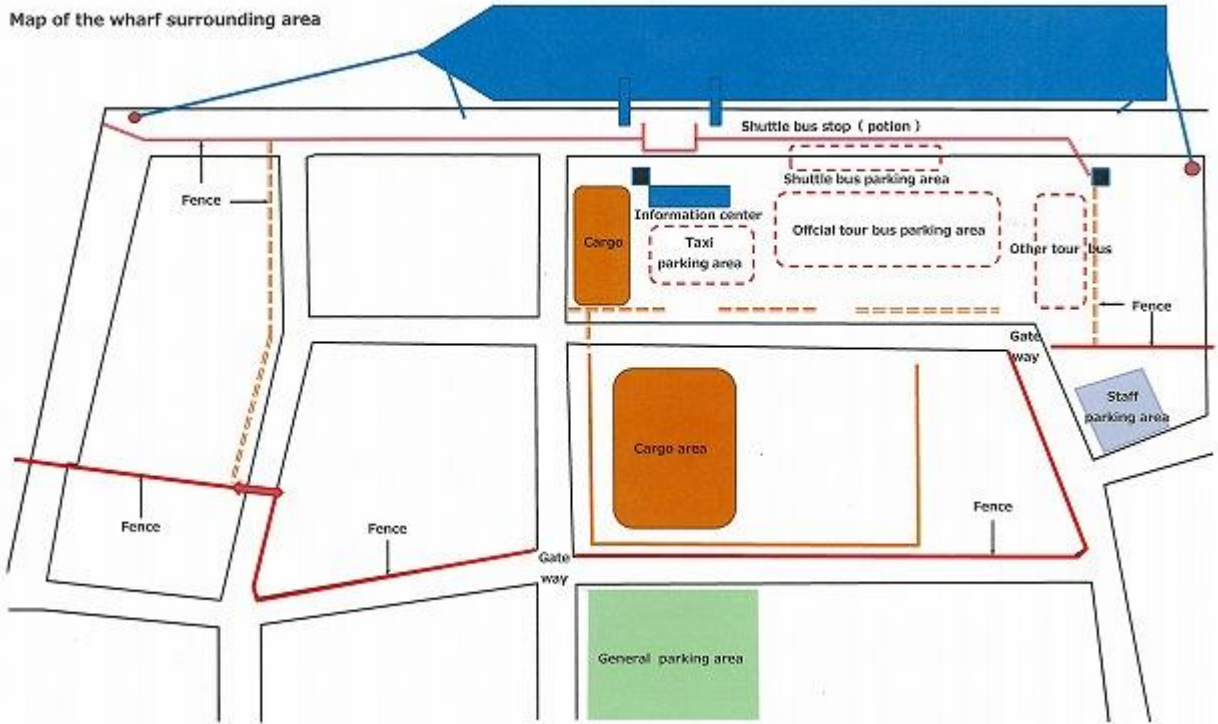 Map of the wharf surrounding area
Shuttle bus stop ( potion )
Shuttle bus parking area
Fence
Information center
Cargo
Taxi
parking area
Offcial tour bus parking area
Other tour bus
Fence
Gate
way
Staff
parking area
Cargo area
Fence
Fence
Fence
Gate
way
General parking area